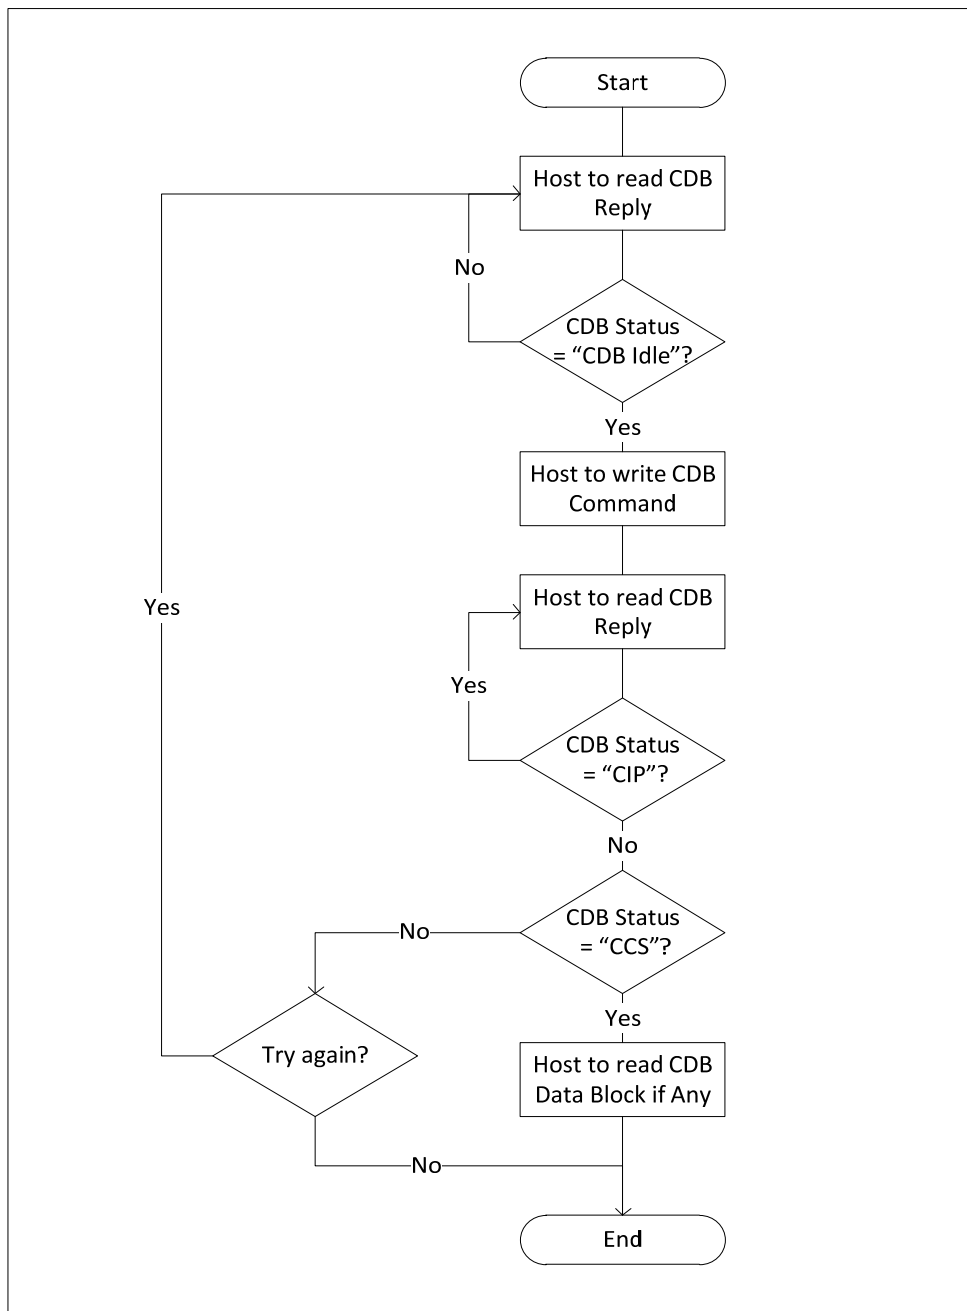 Start
Host to read CDB
Reply
No
CDB Status
= “CDB Idle”?
Yes
Host to write CDB
Command
Host to read CDB
Reply
Yes
Yes
CDB Status
= “CIP”?
No
CDB Status
= “CCS”?
No
Yes
Try again?
Host to read CDB
Data Block if Any
No
End